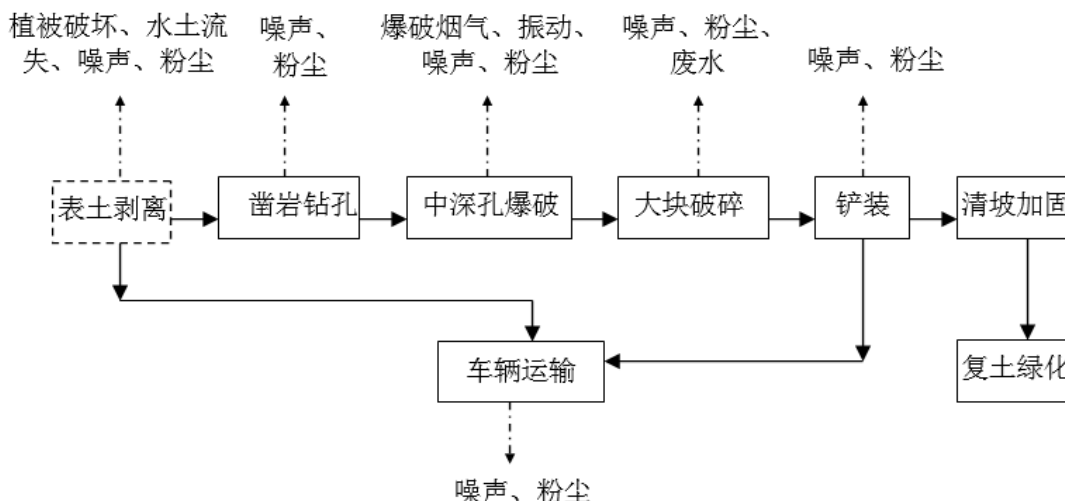 植被破坏、水土流
失、噪声、粉尘
噪声、
粉尘
爆破烟气、振动、
噪声、粉尘
噪声、粉尘、
废水
噪声、粉尘
表土剥离
凿岩钻孔
中深孔爆破
大块破碎
铲装
清坡加固
车辆运输
复土绿化
噪声、粉尘